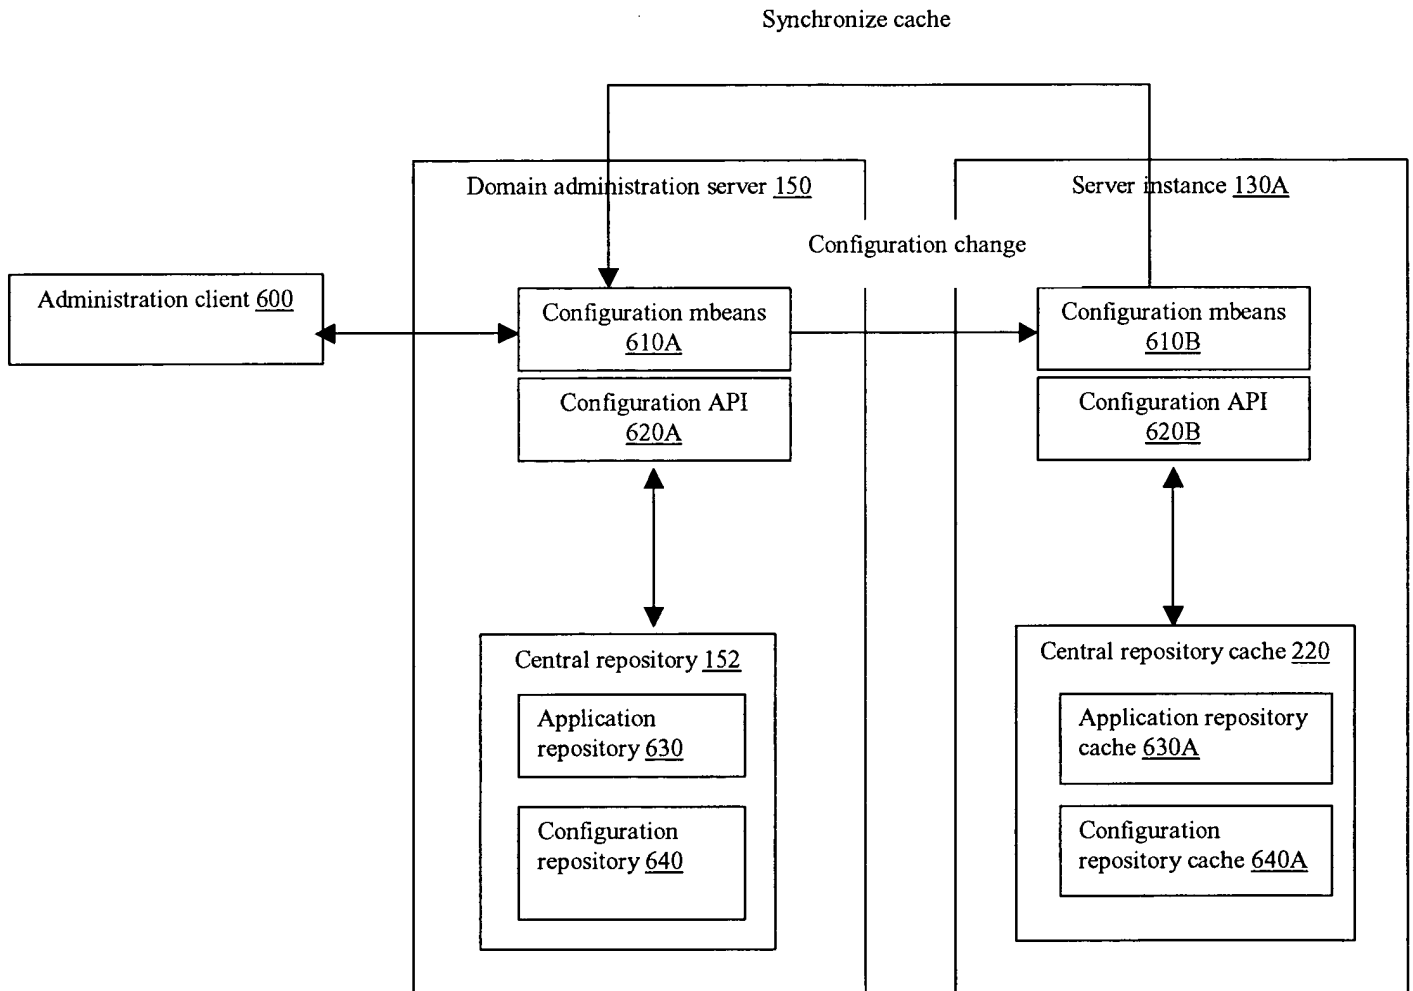 Synchronize cache
Domain administration server 150
Server instance 130A
Configuration change
Administration client 600
Configuration mbeans
610A
Configuration mbeans
610B
Configuration API
620A
Configuration API
620B
Central repository 152
Application
repository 630
Configuration
repository 640
Central repository cache 220
Application repository
cache 630A
Configuration
repository cache 640A